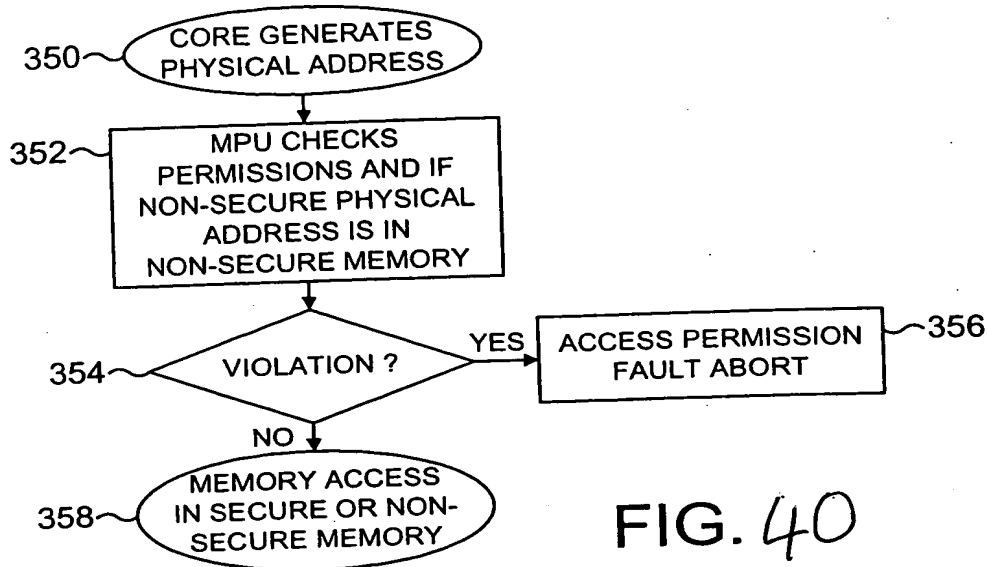 350
CORE GENERATES
PHYSICAL ADDRESS
352
MPU CHECKS
PERMISSIONS AND IF
NON-SECURE PHYSICAL
ADDRESS IS IN
NON-SECURE MEMORY
354
VIOLATION ?
YES
ACCESS PERMISSION
FAULT ABORT
356
NO
358
MEMORY ACCESS
IN SECURE OR NON-
SECURE MEMORY
FIG. 40